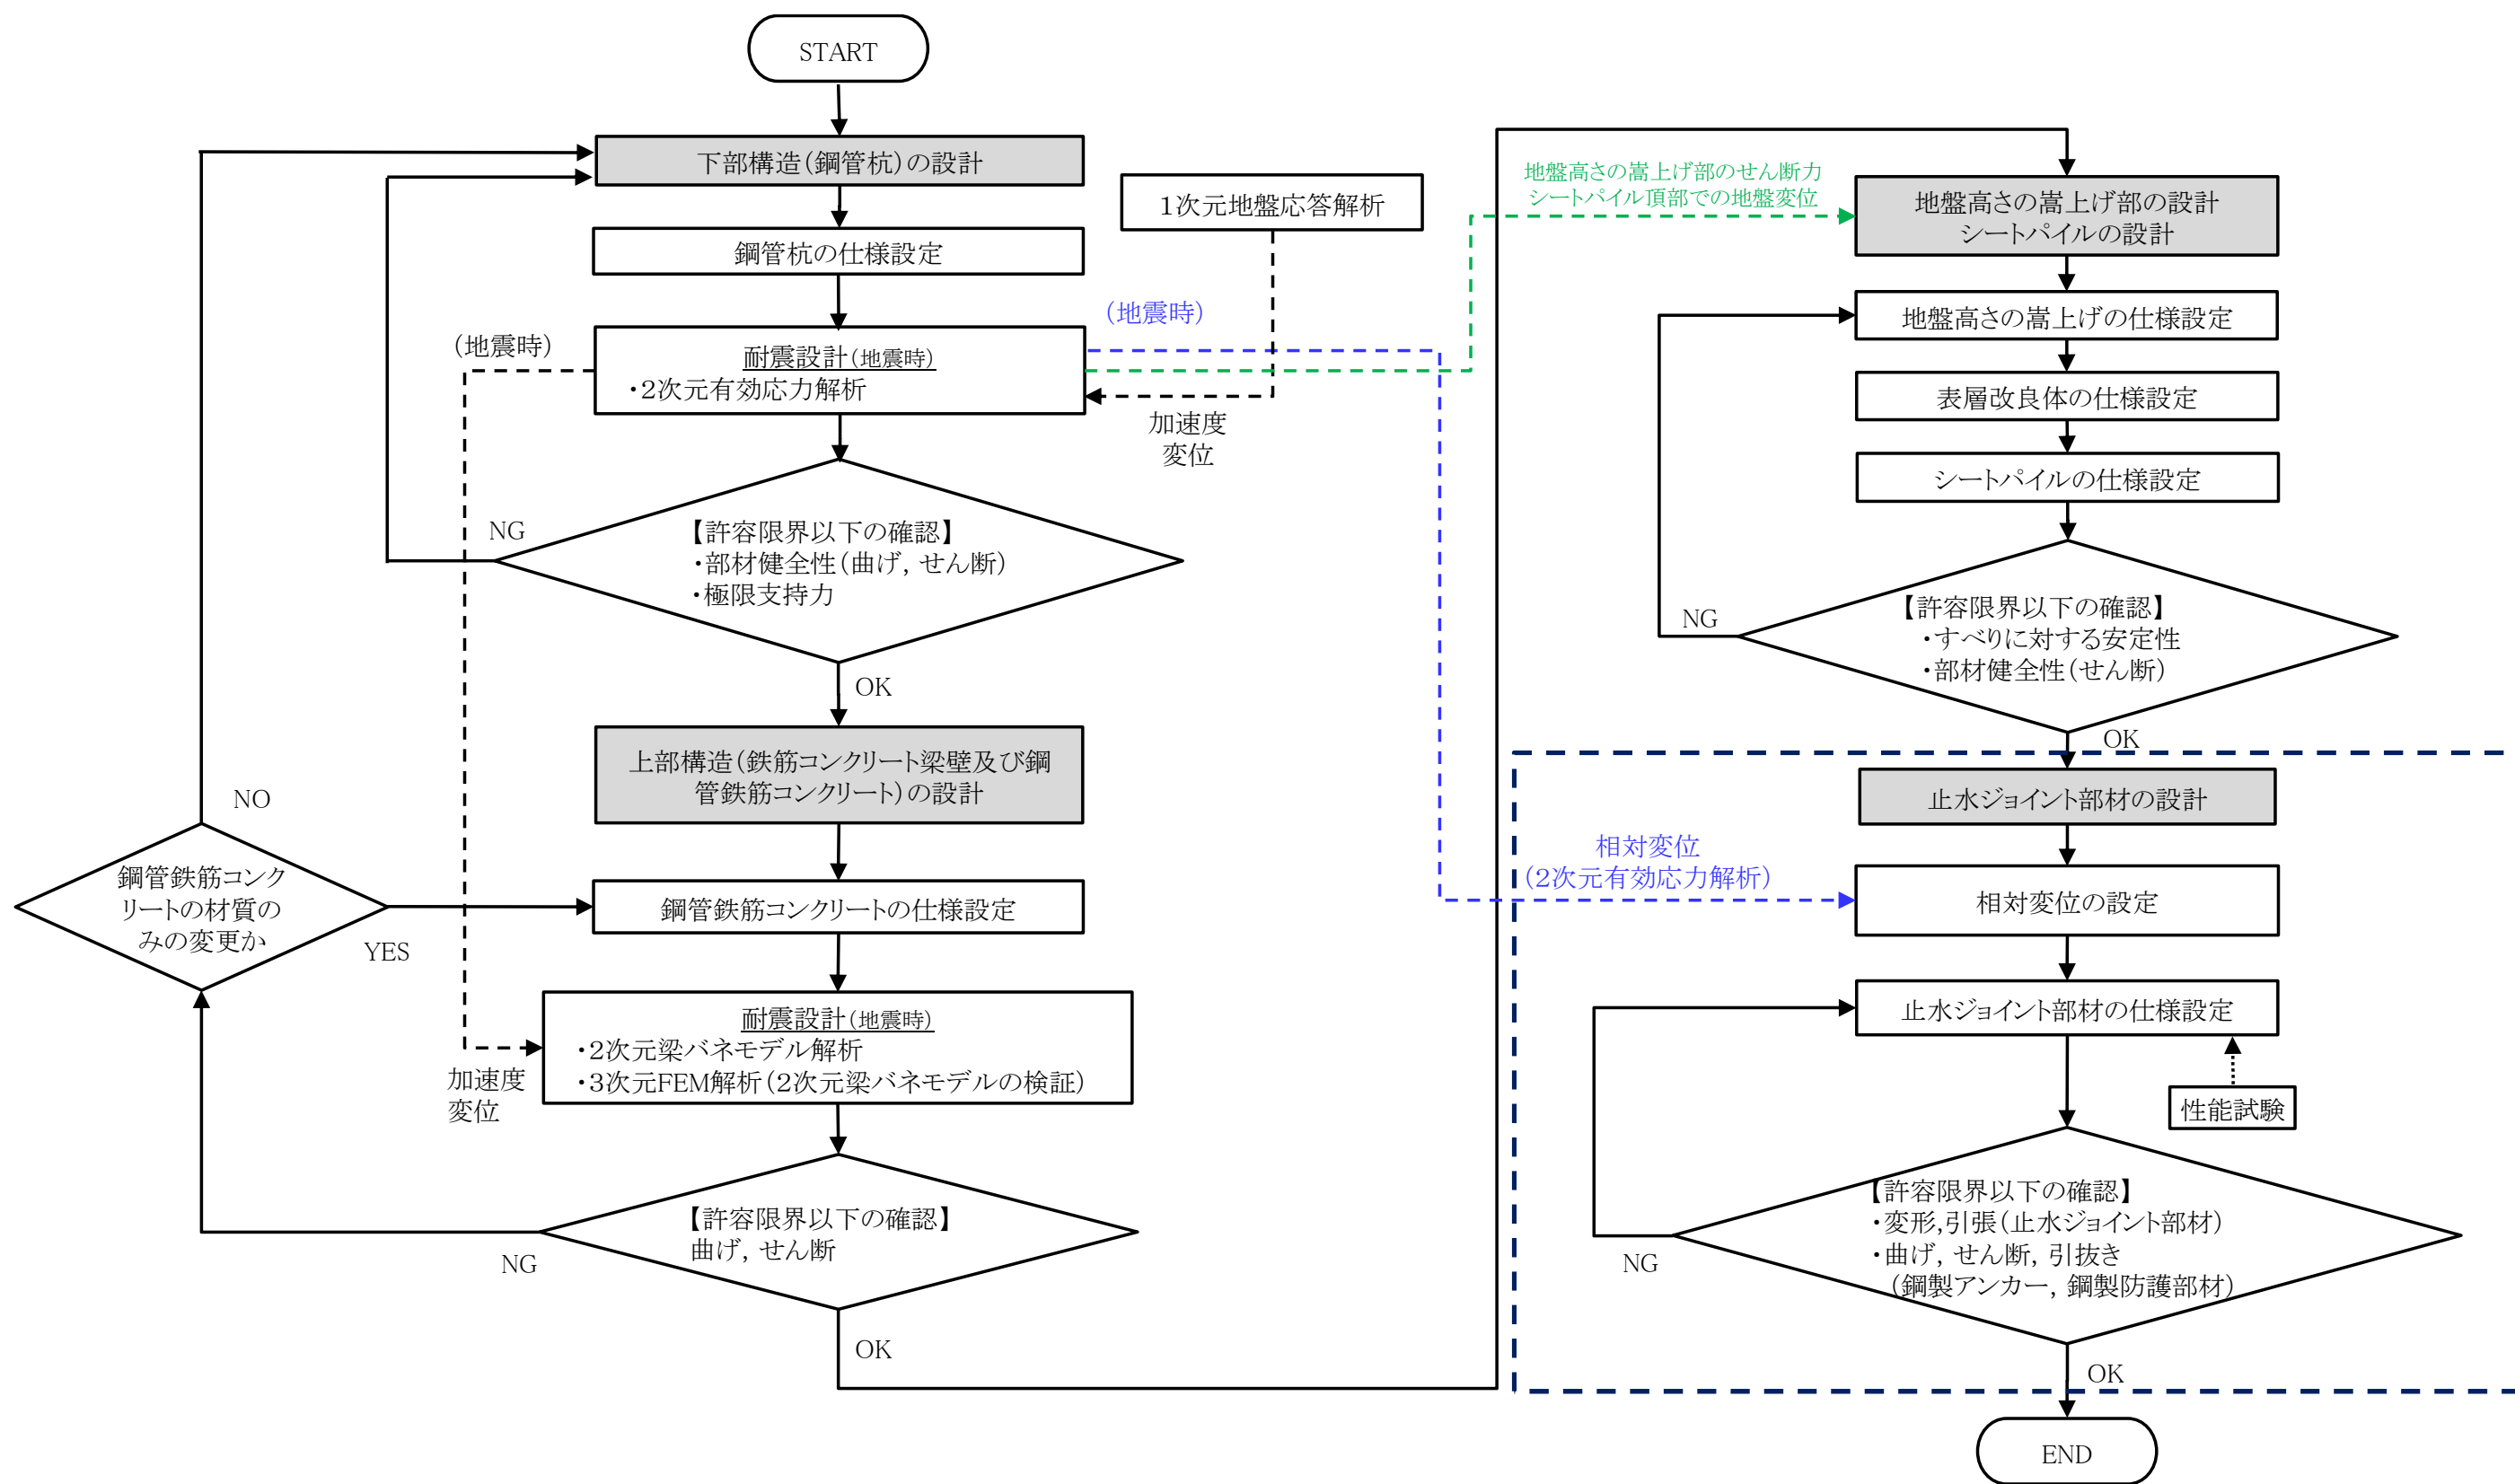 START
下部構造（鋼管杭）の設計
鋼管杭の仕様設定
1次元地盤応答解析
（地震時）
（地震時）
耐震設計（地震時）
・2次元有効応力解析
加速度
変位
NG
【許容限界以下の確認】
・部材健全性（曲げ，せん断）
・極限支持力
OK
上部構造（鉄筋コンクリート梁壁及び鋼
管鉄筋コンクリート）の設計
NO
鋼管鉄筋コンク
リートの材質の
みの変更か
YES
鋼管鉄筋コンクリートの仕様設定
耐震設計（地震時）
・2次元梁バネモデル解析
・3次元FEM解析（2次元梁バネモデルの検証）
加速度
変位
【許容限界以下の確認】
曲げ，せん断
NG
OK
地盤高さの嵩上げ部のせん断力
シートパイル頂部での地盤変位
地盤高さの嵩上げ部の設計
シートパイルの設計
地盤高さの嵩上げの仕様設定
表層改良体の仕様設定
シートパイルの仕様設定
NG
【許容限界以下の確認】
・すべりに対する安定性
・部材健全性（せん断）
OK
止水ジョイント部材の設計
相対変位
（2次元有効応力解析）
相対変位の設定
止水ジョイント部材の仕様設定
性能試験
【許容限界以下の確認】
・変形,引張（止水ジョイント部材）
・曲げ，せん断，引抜き
（鋼製アンカー，鋼製防護部材）
NG
OK
END